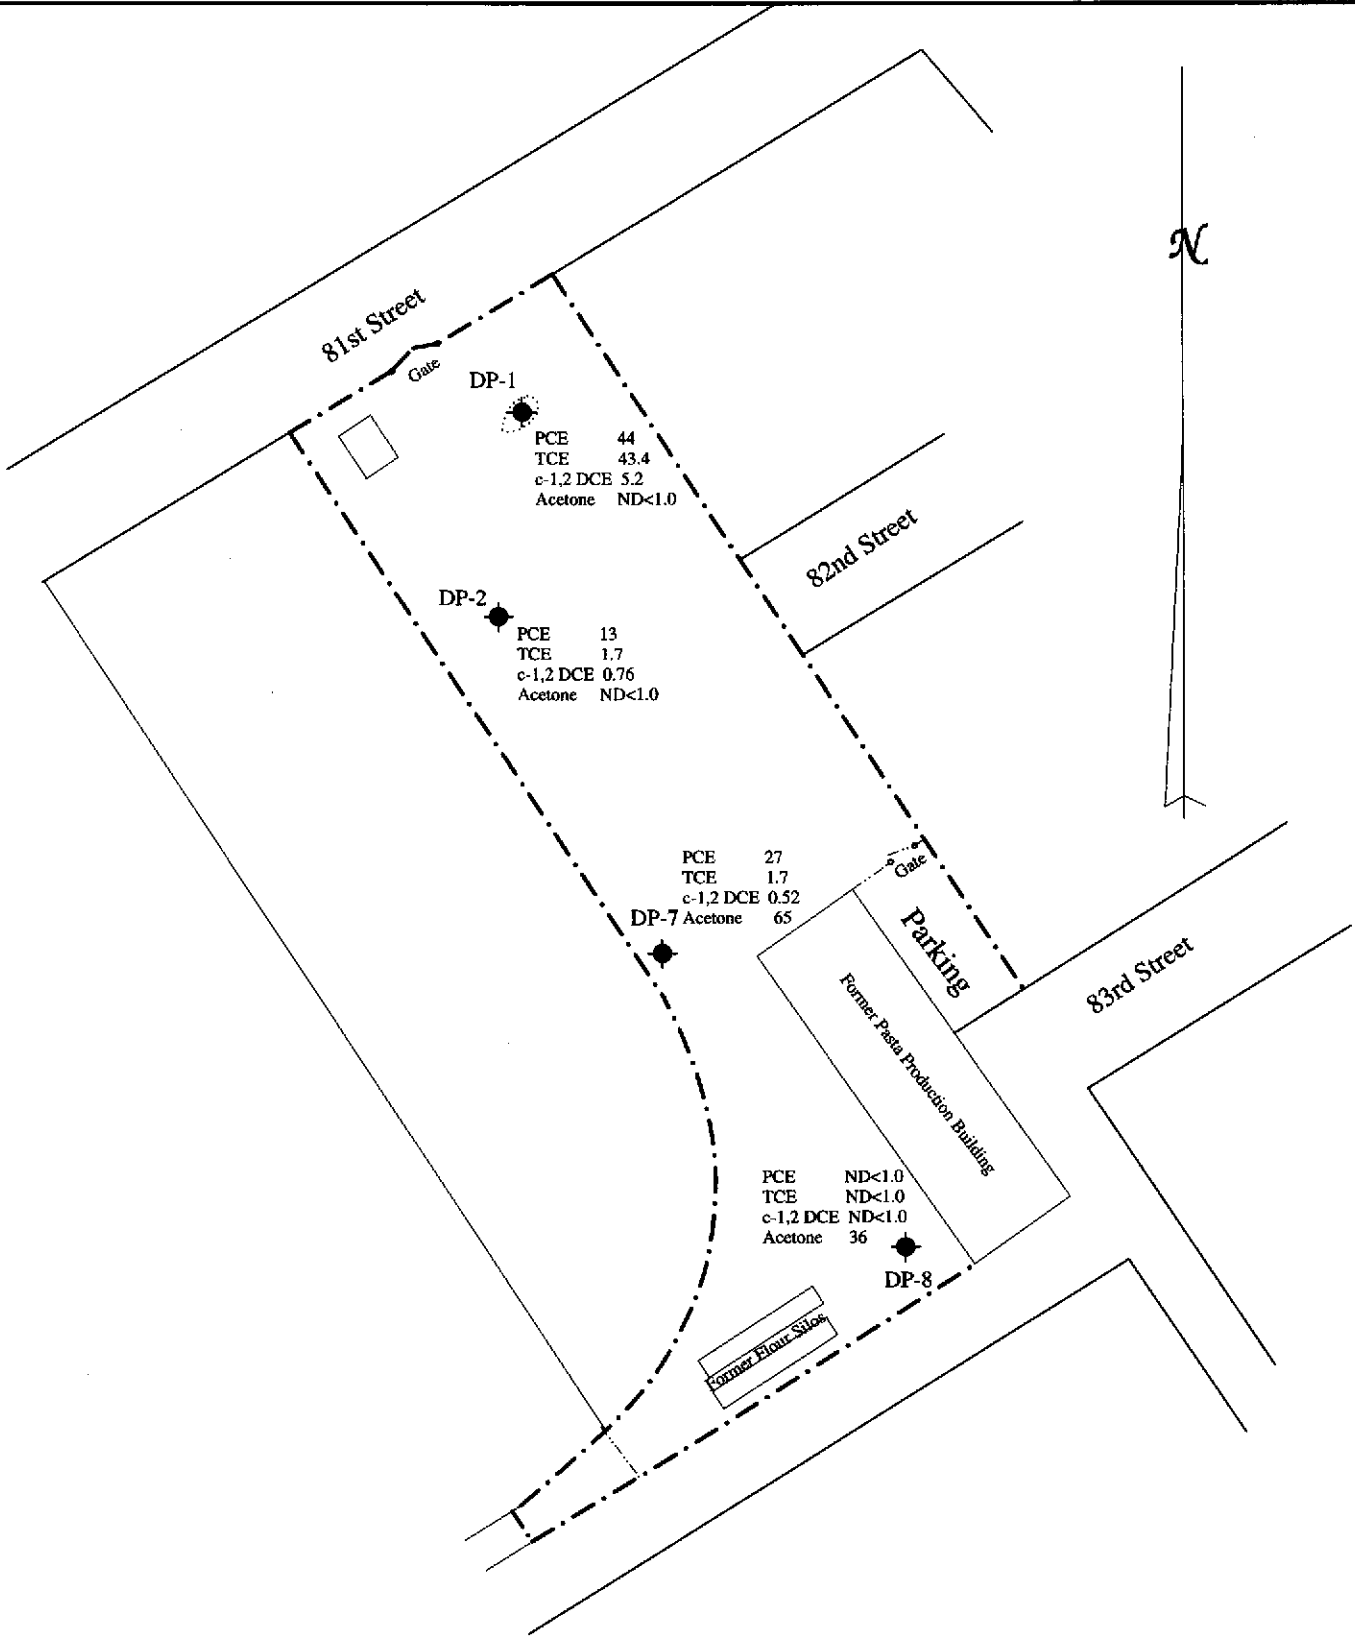 N
81st Street
Gate
DP-1
PCE 44
TCE 43.4
c-1,2 DCE 5.2
Acetone ND<1.0
82nd Street
DP-2
PCE 13
TCE 1.7
c-1,2 DCE 0.76
Acetone ND<1.0
PCE 27
TCE 1.7
c-1,2 DCE 0.52
Acetone 65
DP-7
Gate
Parking
83rd Street
Former Pasta Production Building
PCE ND<1.0
TCE ND<1.0
c-1,2 DCE ND<1.0
Acetone 36
DP-8
Former Flour Silos